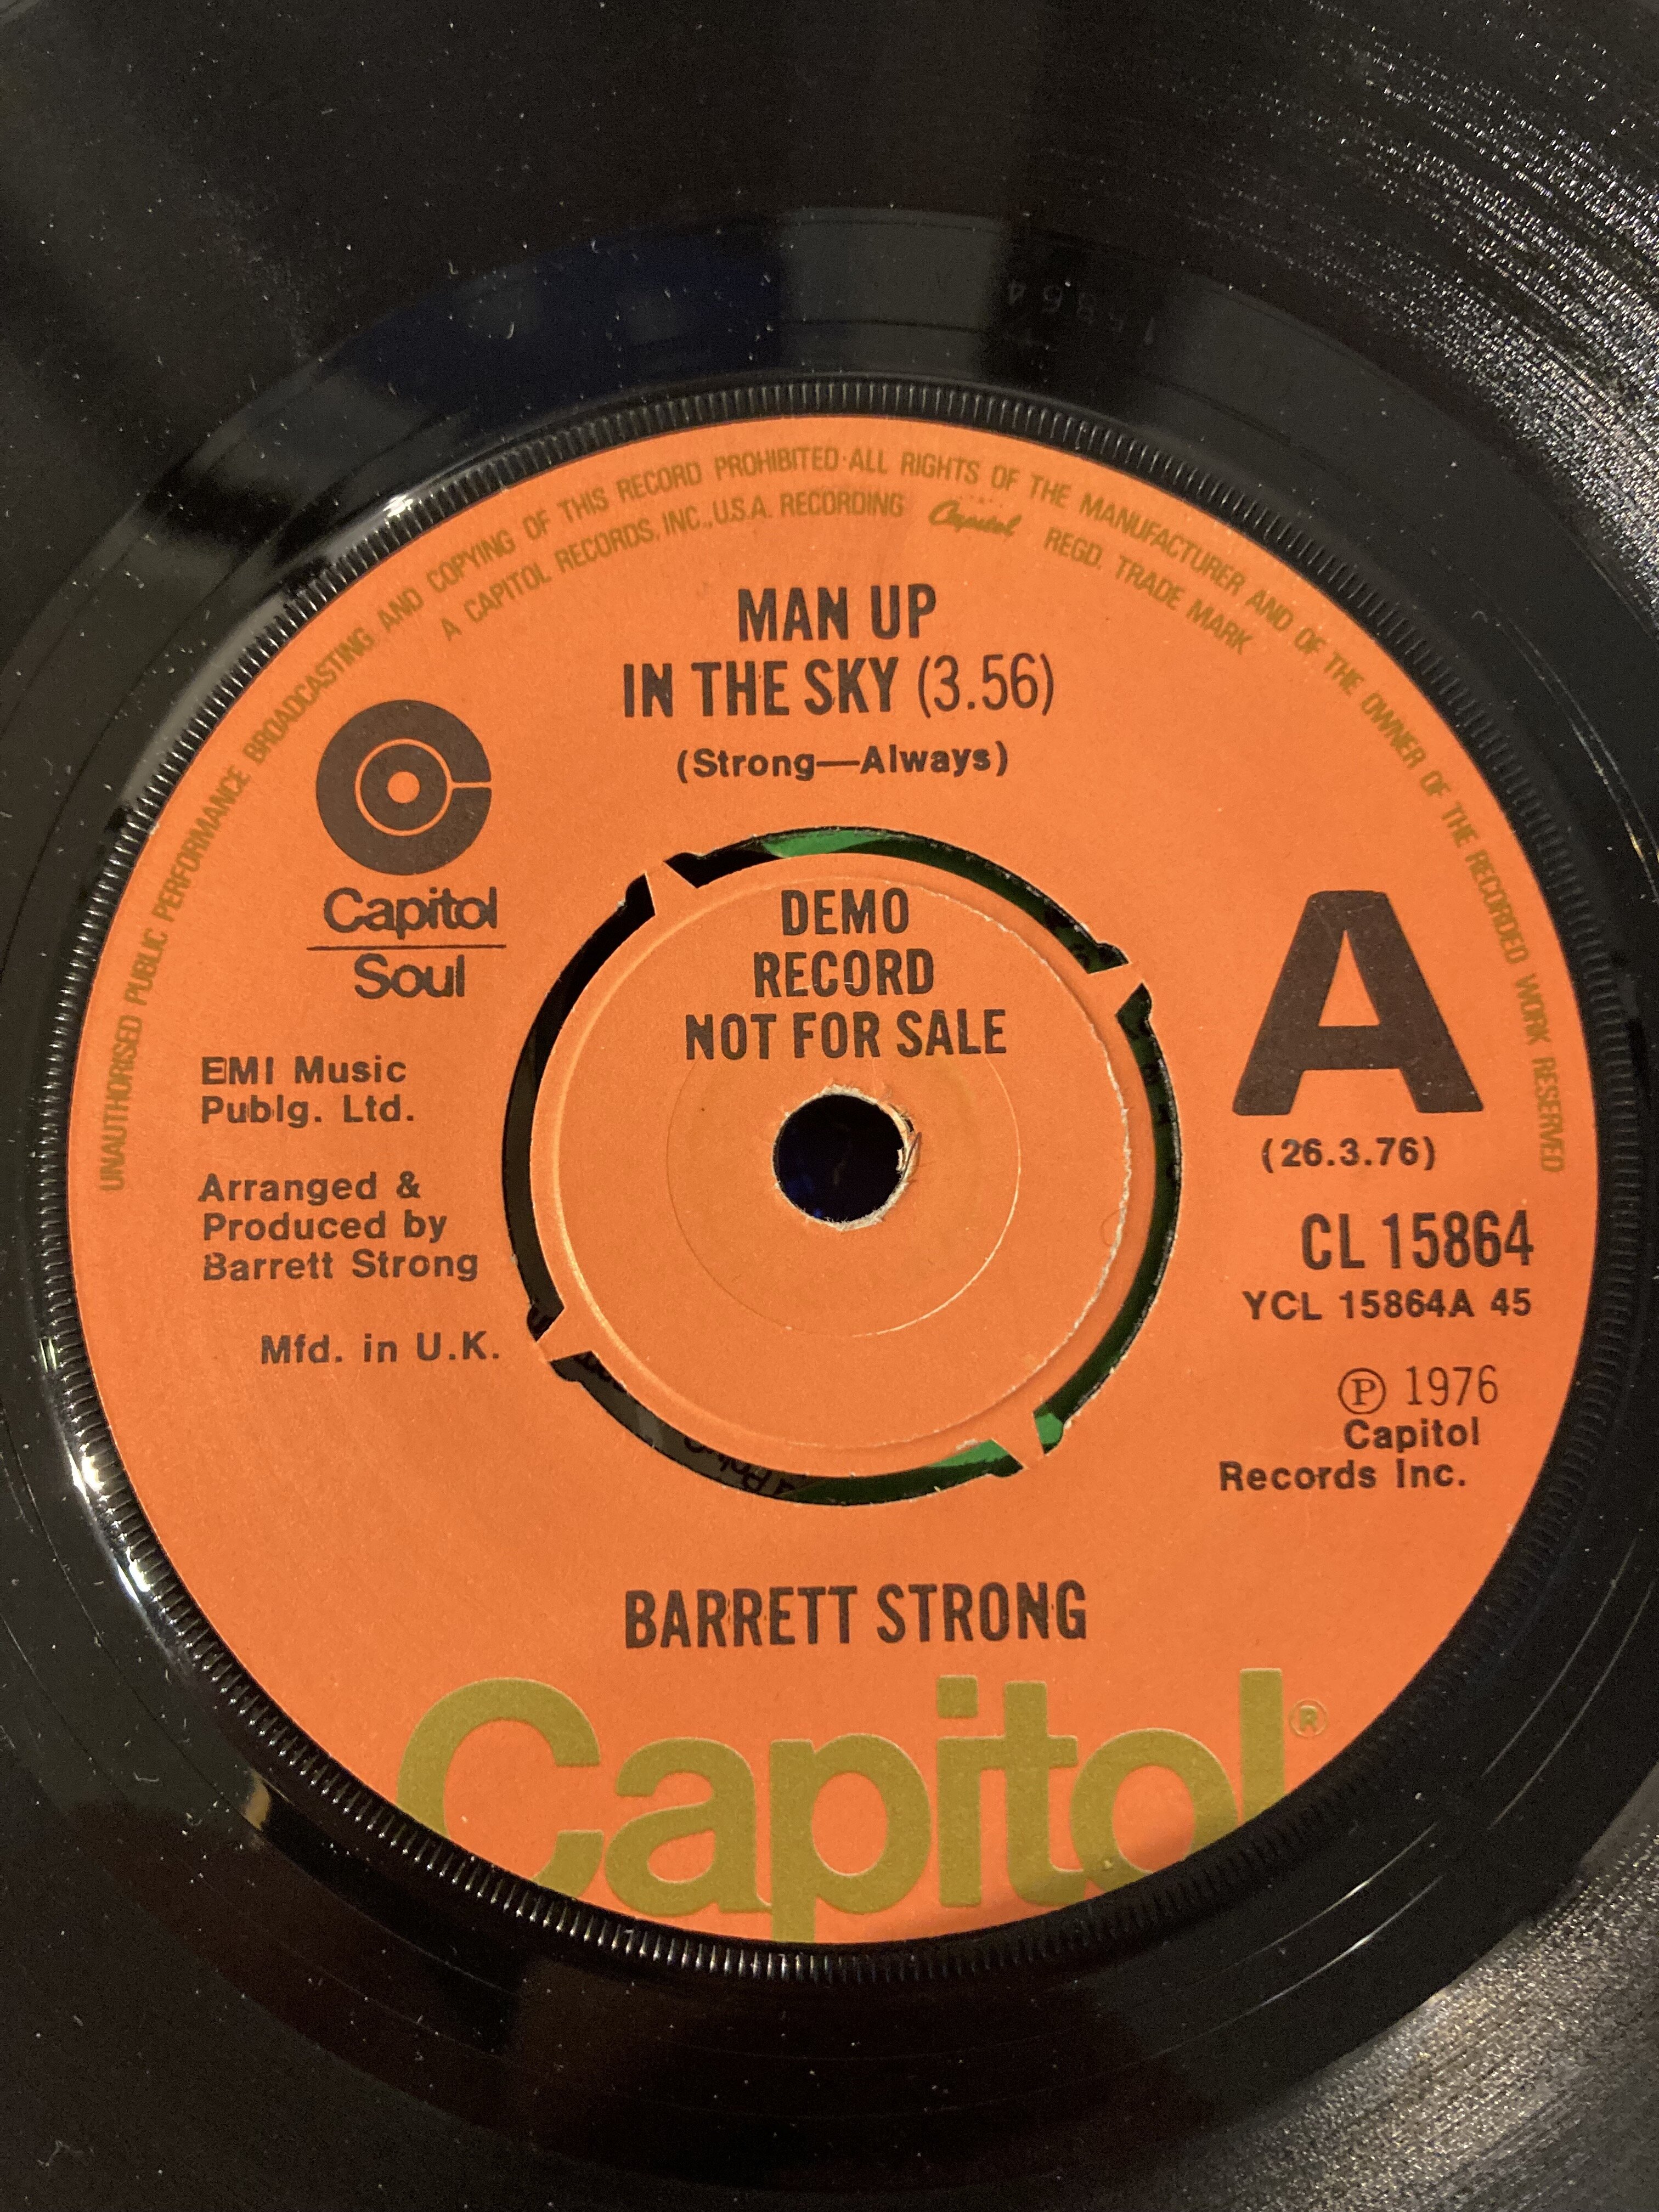 UNAUTHORISED PUBLIC PERFORMANCE BROADCASTING AND COPYING OF THIS RECORD PROHIBITED·ALL RIGHTS OF THE MANUFACTURER AND OF THE OWNER OF THE RECORDED WORK RESERVED
A CAPITOL RECORDS, INC., U.S.A. RECORDING Capitol REGD. TRADE MARK
MAN UP
IN THE SKY (3.56)
(Strong—Always)
Capitol
Soul
DEMO
RECORD
NOT FOR SALE
A
(26.3.76)
EMI Music
Publg. Ltd.
Arranged &
Produced by
Barrett Strong
Mfd. in U.K.
CL 15864
YCL 15864A 45
Ⓟ 1976
Capitol
Records Inc.
BARRETT STRONG
Capitol®
15864